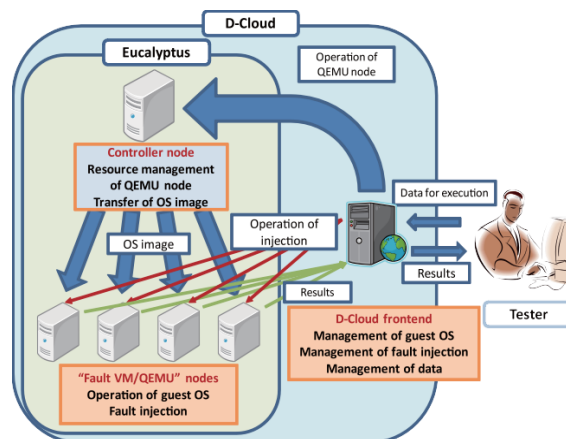 D-Cloud
Eucalyptus
Operation of
QEMU node
Controller node
Resource management
of QEMU node
Transfer of OS image
Data for execution
OS image
Operation of
injection
Results
Results
Tester
D-Cloud frontend
Management of guest OS
Management of fault injection
Management of data
"Fault VM/QEMU" nodes
Operation of guest OS
Fault injection